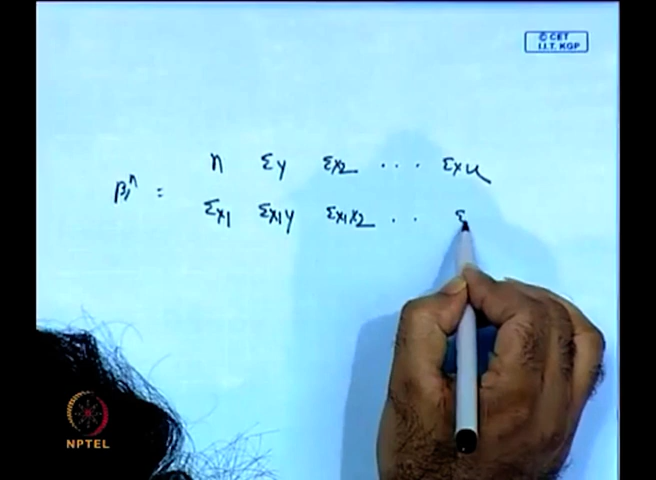 © CET
I.I.T. KGP
n Σy Σx2 ... Σxk
β1^ =
Σx1 Σx1y Σx1x2 .. Σ
NPTEL